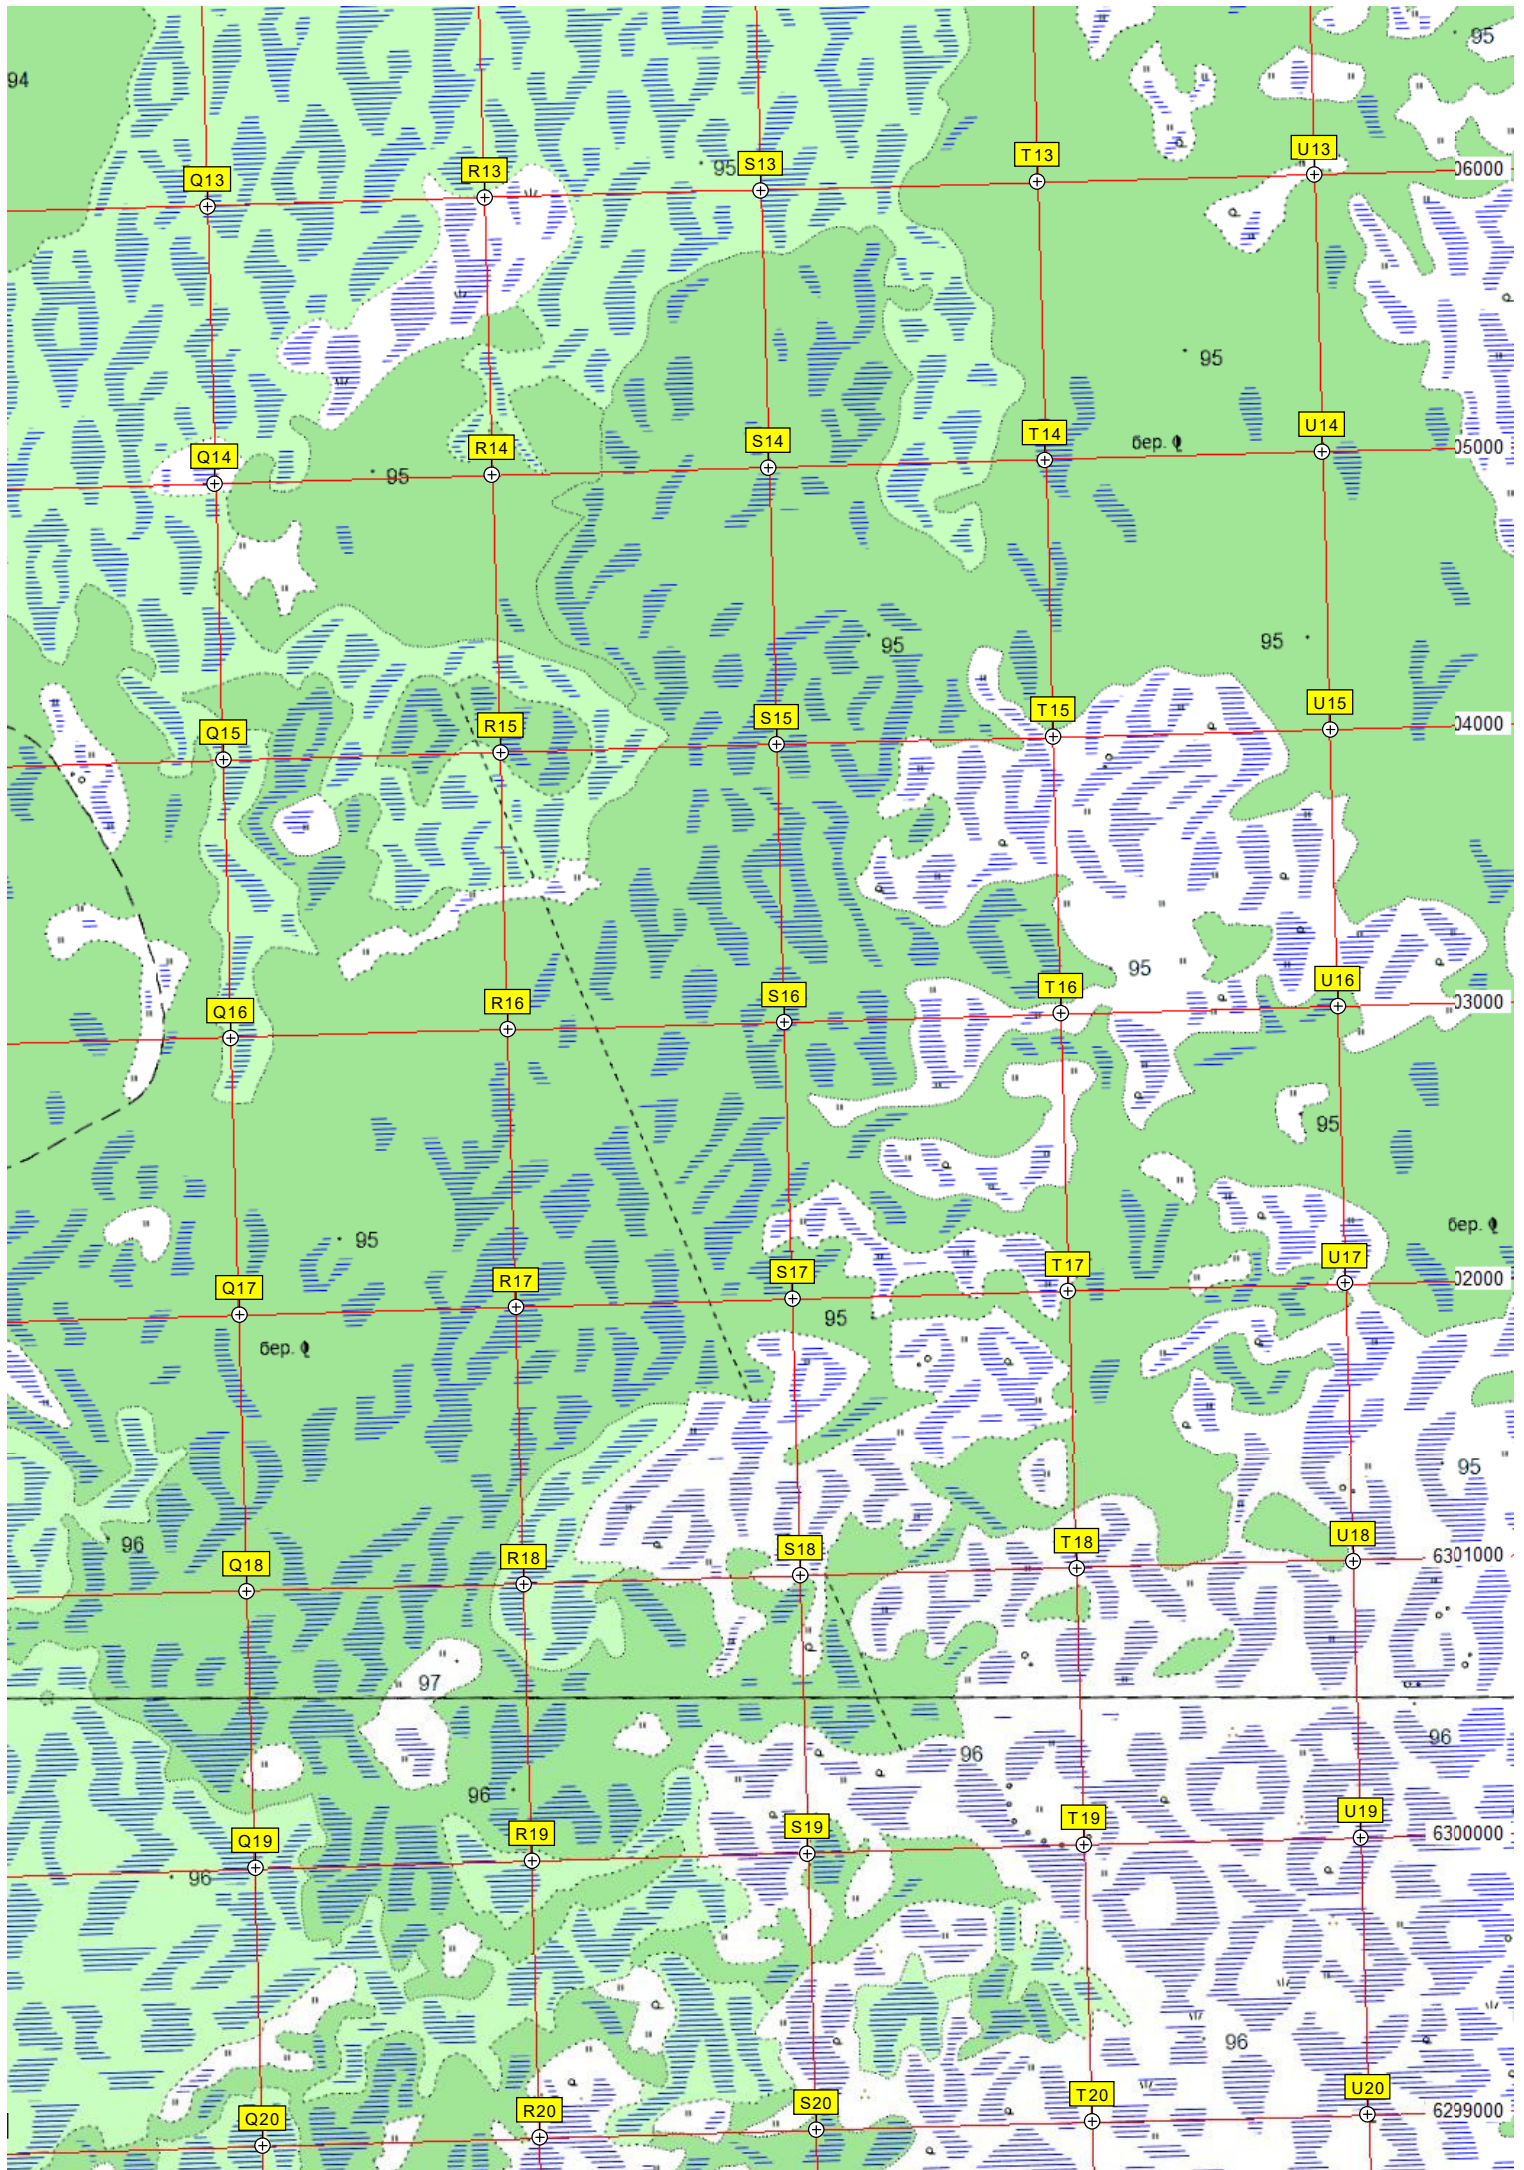 95
94
U13
T13
S13
R13
Q13
95
06000
95
95
U14
T14
бер.
S14
R14
Q14
95
05000
95
95
U15
T15
S15
R15
Q15
04000
95
U16
T16
S16
R16
Q16
03000
95
бер.
95
U17
T17
S17
R17
Q17
02000
95
бер.
95
96
U18
T18
S18
R18
Q18
6301000
97
96
96
96
U19
T19
S19
R19
Q19
6300000
96
96
U20
T20
S20
R20
Q20
6299000